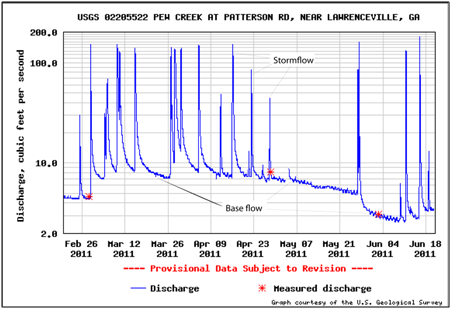 USGS 02205522 PEW CREEK AT PATTERSON RD, NEAR LAWRENCEVILLE, GA
Discharge, cubic feet per second
200.0
100.0
10.0
2.0
Stormflow
Base flow
Feb 26 Mar 12 Mar 26 Apr 09 Apr 23 May 07 May 21 Jun 04 Jun 18
2011 2011 2011 2011 2011 2011 2011 2011 2011
---- Provisional Data Subject to Revision ----
Discharge Measured discharge
Graph courtesy of the U.S. Geological Survey